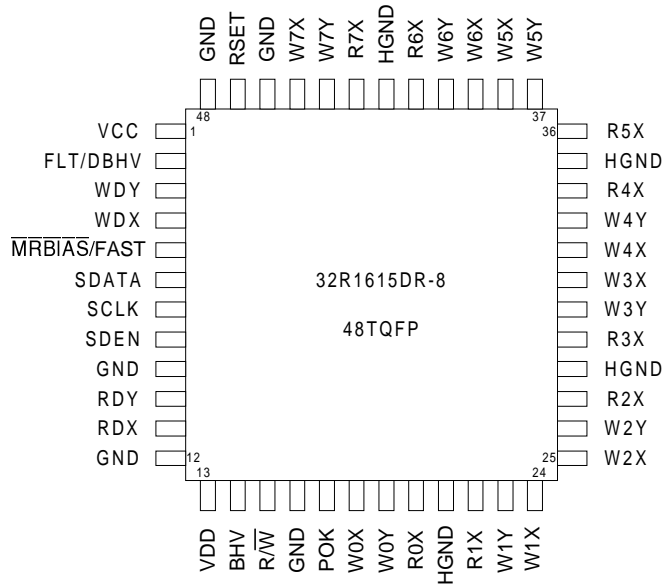 GND RSET GND W7X W7Y R7X HGND R6X W6Y W6X W5X W5Y
48 37
VCC 1 36 R5X
FLT/DBHV HGND
WDY R4X
WDX W4Y
M̅R̅B̅I̅A̅S̅/FAST W4X
SDATA 32R1615DR-8 W3X
SCLK W3Y
48TQFP
SDEN R3X
GND HGND
RDY R2X
RDX W2Y
GND 12 25 W2X
13 24
VDD BHV R/W̅ GND POK W0X W0Y R0X HGND R1X W1Y W1X